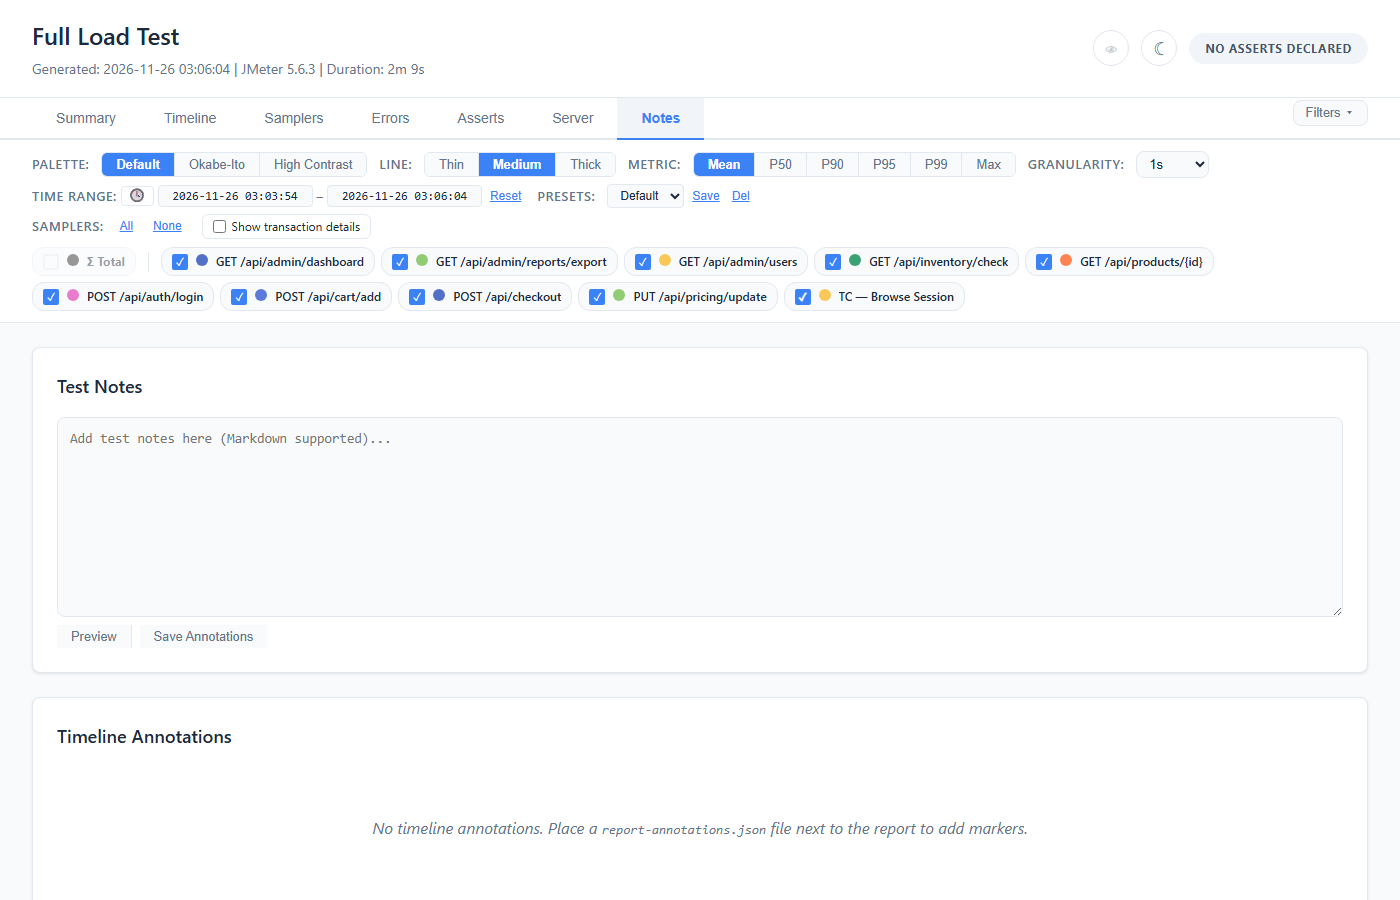 Full Load Test
Generated: 2026-11-26 03:06:04 | JMeter 5.6.3 | Duration: 2m 9s
NO ASSERTS DECLARED
Summary Timeline Samplers Errors Asserts Server Notes Filters
PALETTE: Default Okabe-Ito High Contrast LINE: Thin Medium Thick METRIC: Mean P50 P90 P95 P99 Max GRANULARITY: 1s
TIME RANGE: 2026-11-26 03:03:54 – 2026-11-26 03:06:04 Reset PRESETS: Default Save Del
SAMPLERS: All None Show transaction details
Σ Total GET /api/admin/dashboard GET /api/admin/reports/export GET /api/admin/users GET /api/inventory/check GET /api/products/{id}
POST /api/auth/login POST /api/cart/add POST /api/checkout PUT /api/pricing/update TC — Browse Session
Test Notes
Add test notes here (Markdown supported)...
Preview Save Annotations
Timeline Annotations
No timeline annotations. Place a report-annotations.json file next to the report to add markers.